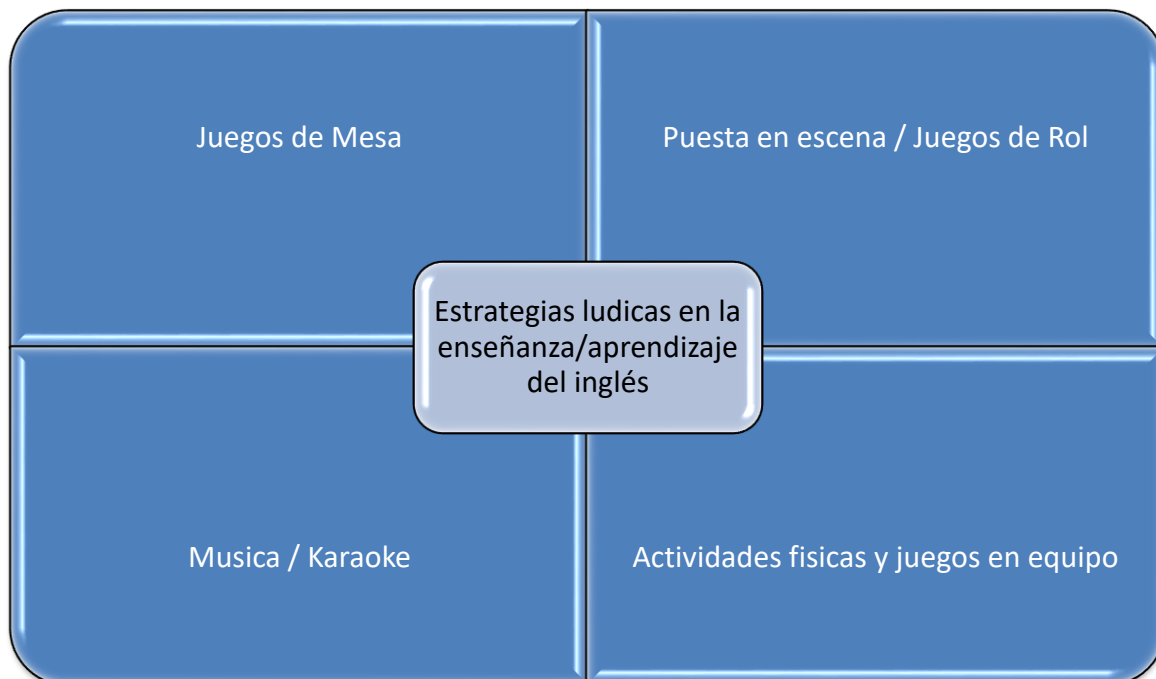 Juegos de Mesa
Puesta en escena / Juegos de Rol
Estrategias ludicas en la
enseñanza/aprendizaje
del inglés
Musica / Karaoke
Actividades fisicas y juegos en equipo